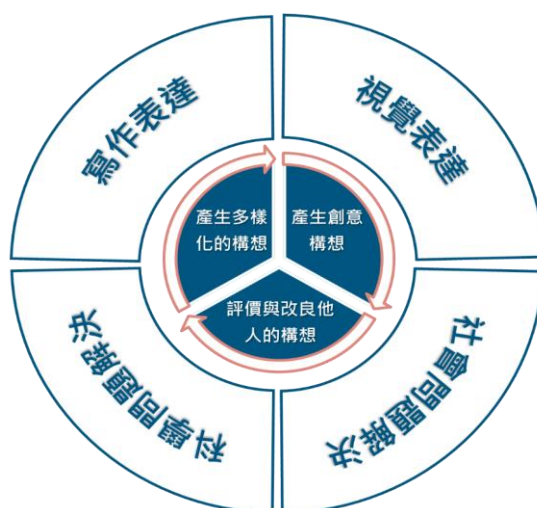 寫作表達
視覺表達
產生多樣
化的構想
產生創意
構想
評價與改良他
人的構想
科學問題解決
社會問題解決